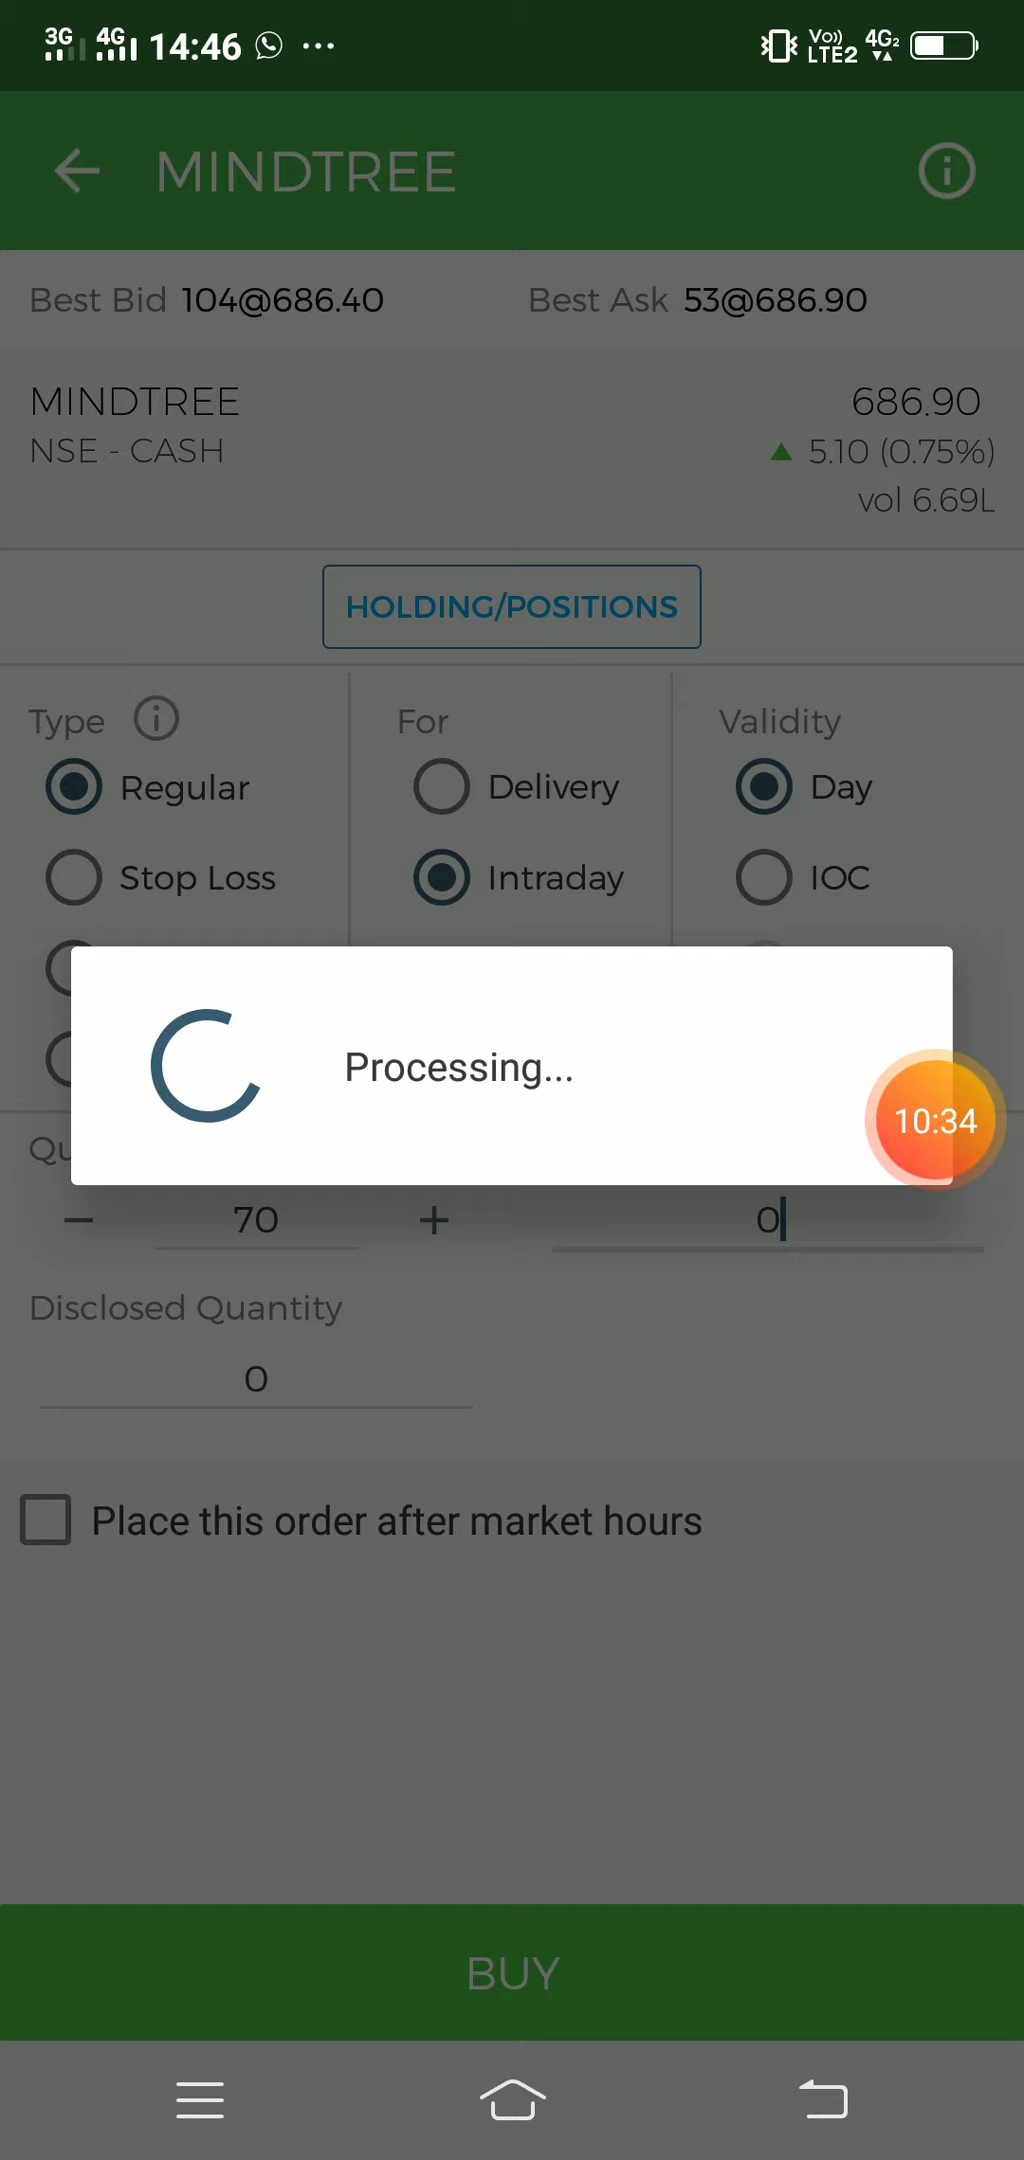 3G 4G 14:46 ... Vo)) LTE2 4G2
MINDTREE
Best Bid 104@686.40 Best Ask 53@686.90
MINDTREE 686.90
NSE - CASH 5.10 (0.75%)
vol 6.69L
HOLDING/POSITIONS
Type For Validity
Regular Delivery Day
Stop Loss Intraday IOC
Processing...
10:34
Qu
70 0
Disclosed Quantity
0
Place this order after market hours
BUY